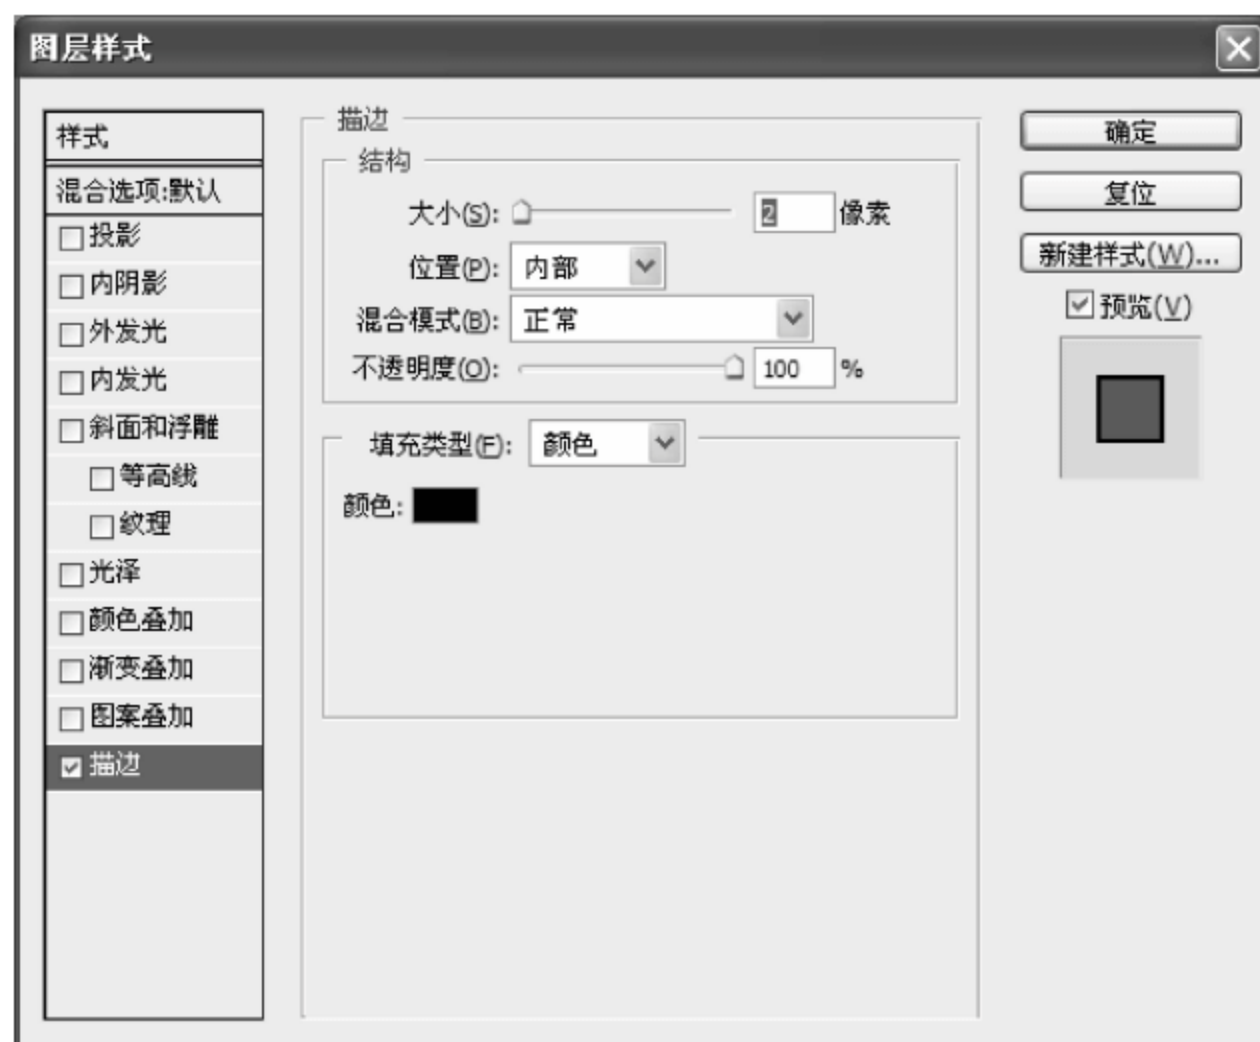 图层样式
样式
混合选项:默认
投影
内阴影
外发光
内发光
斜面和浮雕
等高线
纹理
光泽
颜色叠加
渐变叠加
图案叠加
描边
描边
结构
大小(S): 2 像素
位置(P): 内部
混合模式(B): 正常
不透明度(O): 100 %
填充类型(F): 颜色
颜色:
确定
复位
新建样式(W)...
预览(V)